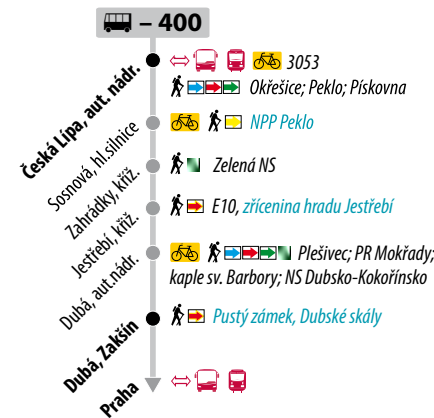 – 400
Česká Lípa, aut. nádr.
3053
Okřešice; Peklo; Pískovna
Sosnová, hl.silnice
NPP Peklo
Zahrádky, křiž.
Zelená NS
Jestřebí, křiž.
E10, zřícenina hradu Jestřebí
Dubá, aut.nádr.
Plešivec; PR Mokřady;
kaple sv. Barbory; NS Dubsko-Kokořínsko
Dubá, Zakšín
Pustý zámek, Dubské skály
Praha